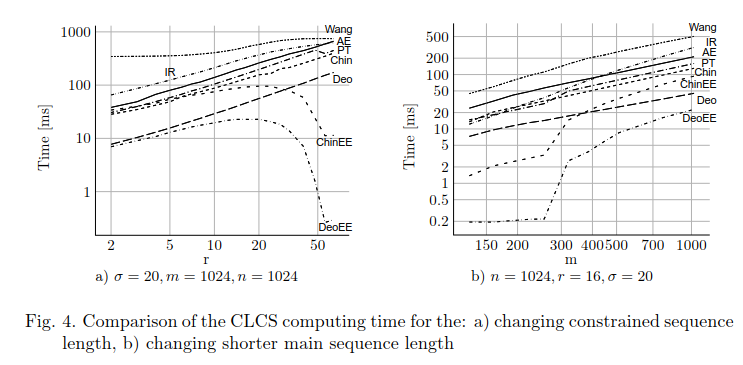 1000
100
10
1
Time [ms]
2 5 10 20 50
r
Wang
AE
PT
IR
Chin
Deo
ChinEE
DeoEE
a) σ = 20, m = 1024, n = 1024
500
200
100
50
20
10
5
2
1
0.5
0.2
Time [ms]
150 200 300 400 500 700 1000
m
Wang
IR
AE
PT
Chin
ChinEE
Deo
DeoEE
b) n = 1024, r = 16, σ = 20
Fig. 4. Comparison of the CLCS computing time for the: a) changing constrained sequence
length, b) changing shorter main sequence length